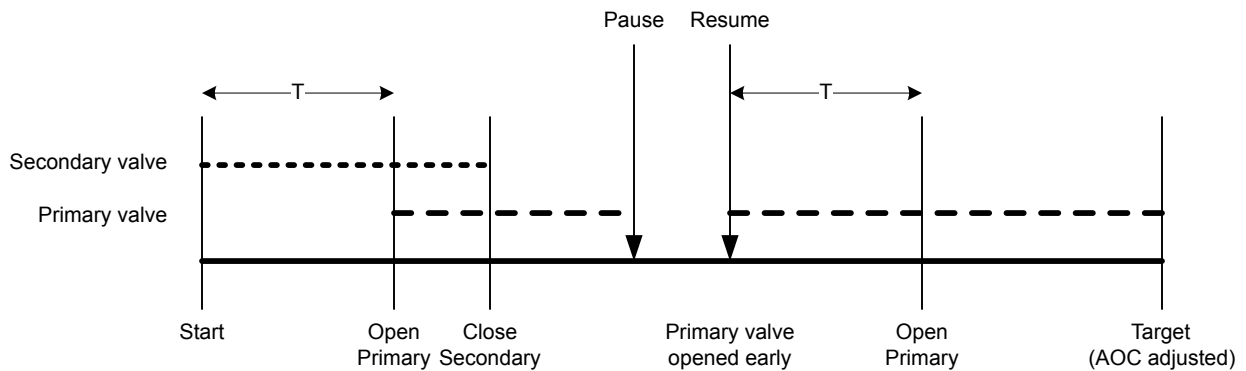 Pause
Resume
T
T
Secondary valve
Primary valve
Start
Open
Primary
Close
Secondary
Primary valve
opened early
Open
Primary
Target
(AOC adjusted)